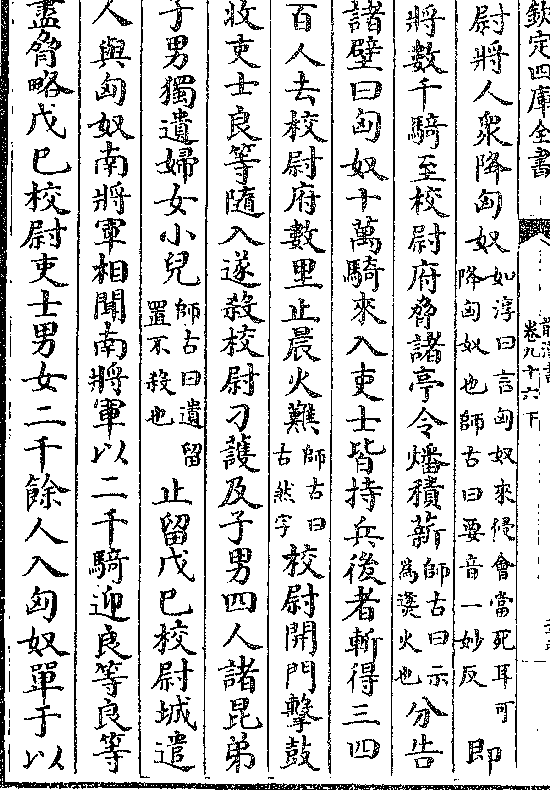 欽定四庫全書
卷九十六下
尉將人衆降匈奴如淳曰言匈奴來侵會當死耳可降匈奴也師古曰要音一妙反即
將數千騎至校尉府脅諸亭令燔積薪師古曰示為㷭火也分告
諸壁曰匈奴十萬騎來入吏士皆持兵後者斬得三四
百人去校尉府數里止晨火難師古曰古然字校尉開門擊鼓
收吏士良等隨入遂殺校尉刁護及子男四人諸昆弟
子男獨遺婦女小兒師古曰遺留置不殺也止留戊巳校尉城遣
人與匈奴南將軍相聞南將軍以二千騎迎良等良等
盡脅略戊巳校尉吏士男女二千餘人入匈奴單于以